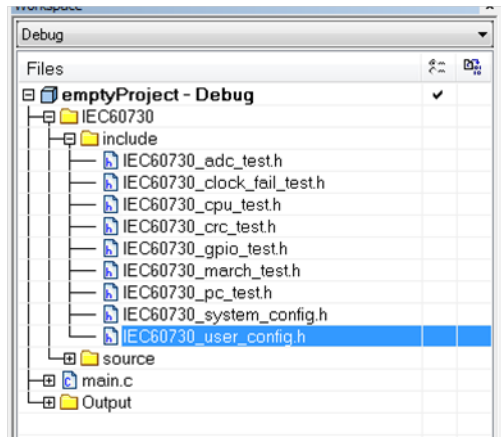 Workspace
Debug
Files
emptyProject - Debug
IEC60730
include
IEC60730_adc_test.h
IEC60730_clock_fail_test.h
IEC60730_cpu_test.h
IEC60730_crc_test.h
IEC60730_gpio_test.h
IEC60730_march_test.h
IEC60730_pc_test.h
IEC60730_system_config.h
IEC60730_user_config.h
source
main.c
Output